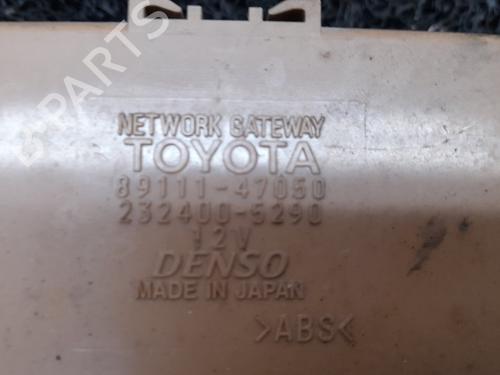 B-PARTS
NETWORK GATEWAY
TOYOTA
89111-47050
232400-5290
12V
DENSO
MADE IN JAPAN
>ABS<